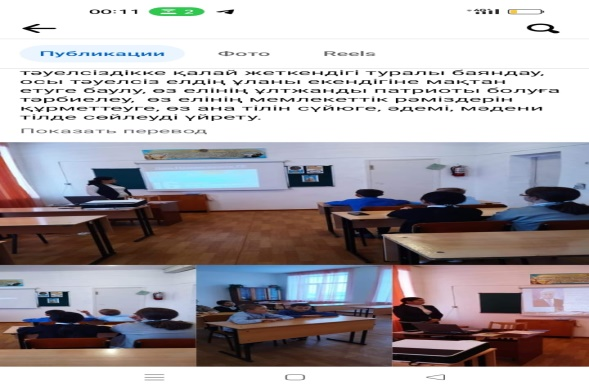 00:11
2
Публикации Фото Reels
тәуелсіздікке қалай жеткендігі туралы баяндау,
осы тәуелсіз елдің ұланы екендігіне мақтан
етуге баулу, өз елінің ұлтжанды патриоты болуға
тәрбиелеу, өз елінің мемлекеттік рәміздерін
құрметтеуге, өз ана тілін сүйюге, әдемі, мәдени
тілде сөйлеуді үйрету.
Показать перевод